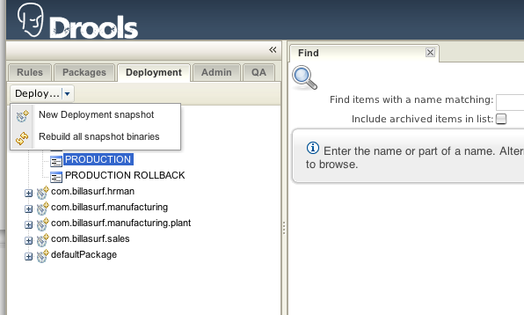 Drools
Find
Rules
Packages
Deployment
Admin
QA
Deploy...
New Deployment snapshot
Rebuild all snapshot binaries
PRODUCTION
PRODUCTION ROLLBACK
com.billasurf.hrman
com.billasurf.manufacturing
com.billasurf.manufacturing.plant
com.billasurf.sales
defaultPackage
Find items with a name matching:
Include archived items in list:
Enter the name or part of a name. Alter
to browse.